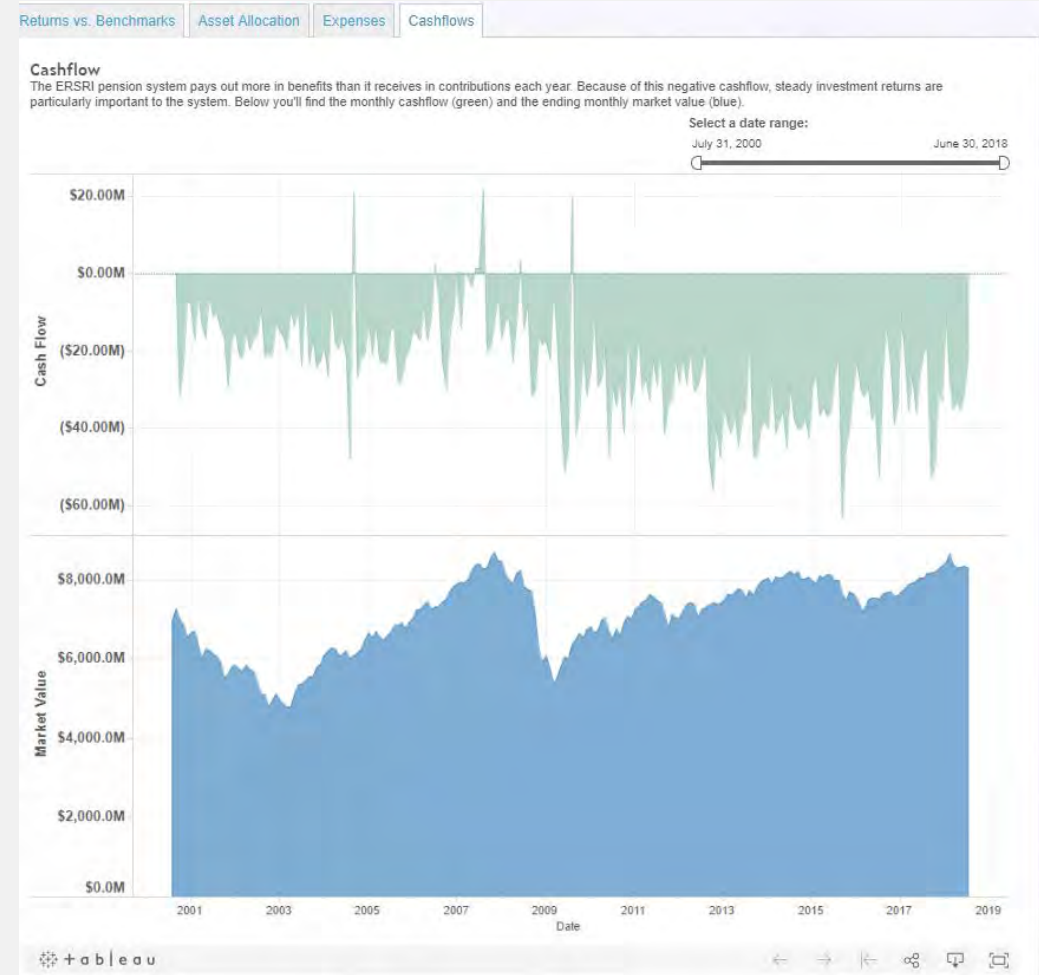 Returns vs. Benchmarks Asset Allocation Expenses Cashflows
Cashflow
The ERSRI pension system pays out more in benefits than it receives in contributions each year. Because of this negative cashflow, steady investment returns are
particularly important to the system. Below you'll find the monthly cashflow (green) and the ending monthly market value (blue).
Select a date range:
July 31, 2000 June 30, 2018
$20.00M
$0.00M
($20.00M)
($40.00M)
($60.00M)
Cash Flow
$8,000.0M
$6,000.0M
$4,000.0M
$2,000.0M
$0.0M
Market Value
2001 2003 2005 2007 2009 2011 2013 2015 2017 2019
Date
+ableau